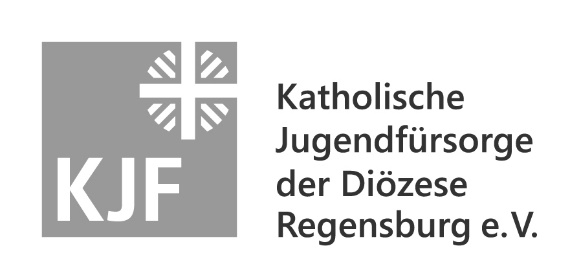 KJF
Katholische
Jugendfürsorge
der Diözese
Regensburg e.V.